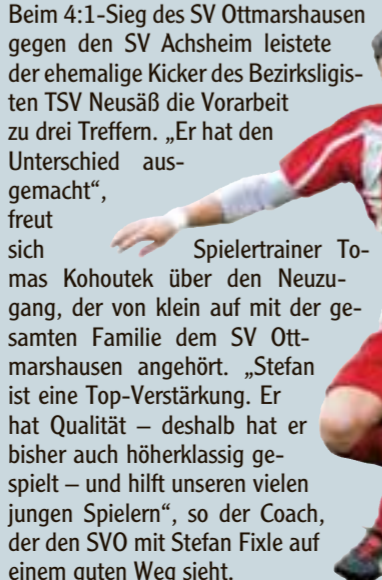 Beim 4:1-Sieg des SV Ottmarshausen
gegen den SV Achsheim leistete
der ehemalige Kicker des Bezirksligis-
ten TSV Neusäß die Vorarbeit
zu drei Treffern. „Er hat den
Unterschied aus-
gemacht“,
freut
sich Spielertrainer To-
mas Kohoutek über den Neuzu-
gang, der von klein auf mit der ge-
samten Familie dem SV Ott-
marshausen angehört. „Stefan
ist eine Top-Verstärkung. Er
hat Qualität – deshalb hat er
bisher auch höherklassig ge-
spielt – und hilft unseren vielen
jungen Spielern“, so der Coach,
der den SVO mit Stefan Fixle auf
einem guten Weg sieht.